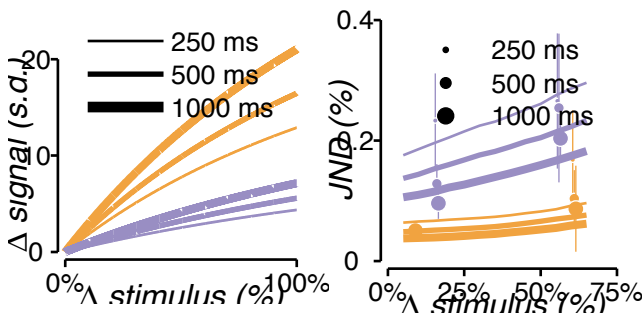 Δ signal (s.d.)
20
10
0
250 ms
500 ms
1000 ms
0%
100%
Δ stimulus (%)
JND (%)
0.4
0.2
0
250 ms
500 ms
1000 ms
0%
25%
50%
75%
Δ stimulus (%)